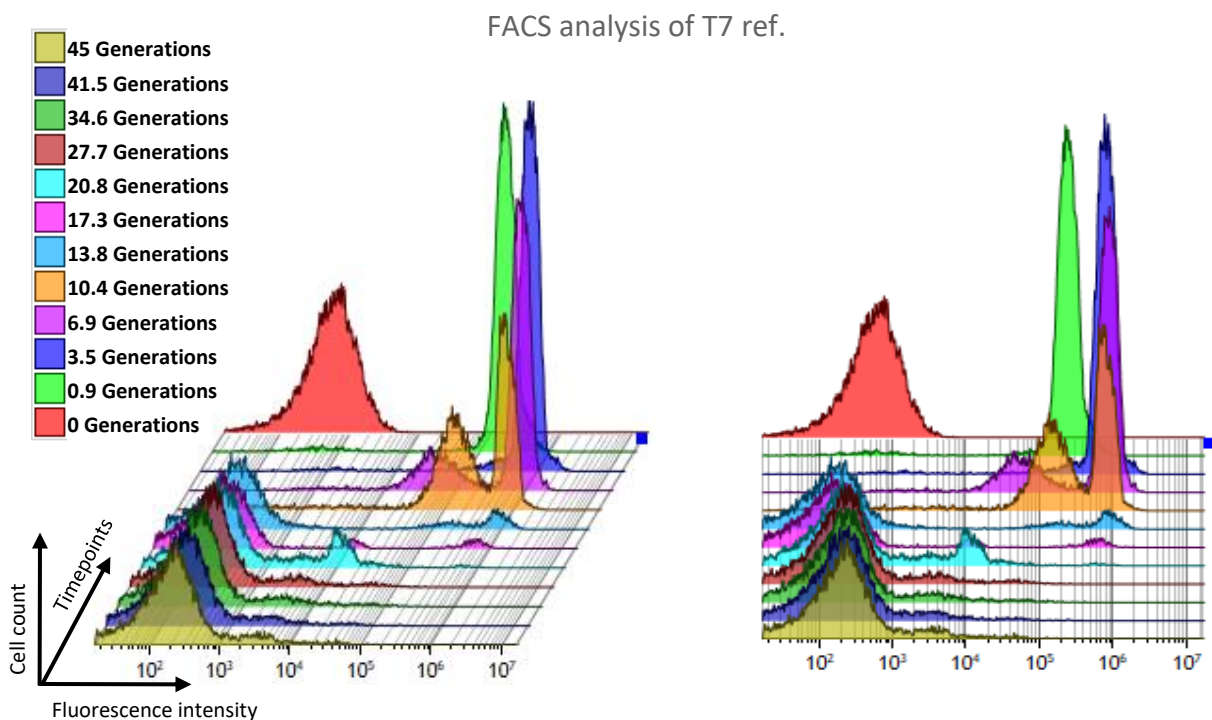 FACS analysis of T7 ref.
45 Generations
41.5 Generations
34.6 Generations
27.7 Generations
20.8 Generations
17.3 Generations
13.8 Generations
10.4 Generations
6.9 Generations
3.5 Generations
0.9 Generations
0 Generations
Cell count
Timepoints
Fluorescence intensity
10² 10³ 10⁴ 10⁵ 10⁶ 10⁷
10² 10³ 10⁴ 10⁵ 10⁶ 10⁷